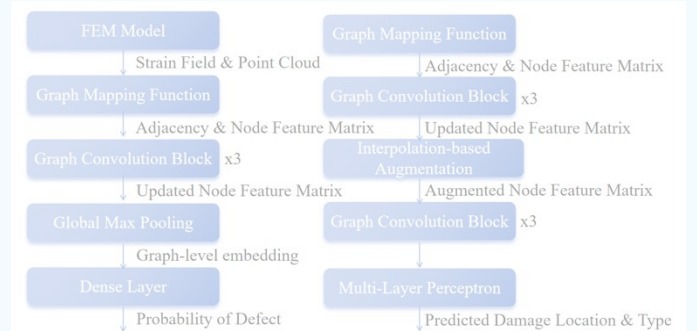 FEM Model
Strain Field & Point Cloud
Graph Mapping Function
Adjacency & Node Feature Matrix
Graph Convolution Block x3
Updated Node Feature Matrix
Global Max Pooling
Graph-level embedding
Dense Layer
Probability of Defect
Graph Mapping Function
Adjacency & Node Feature Matrix
Graph Convolution Block x3
Updated Node Feature Matrix
Interpolation-based
Augmentation
Augmented Node Feature Matrix
Graph Convolution Block x3
Multi-Layer Perceptron
Predicted Damage Location & Type